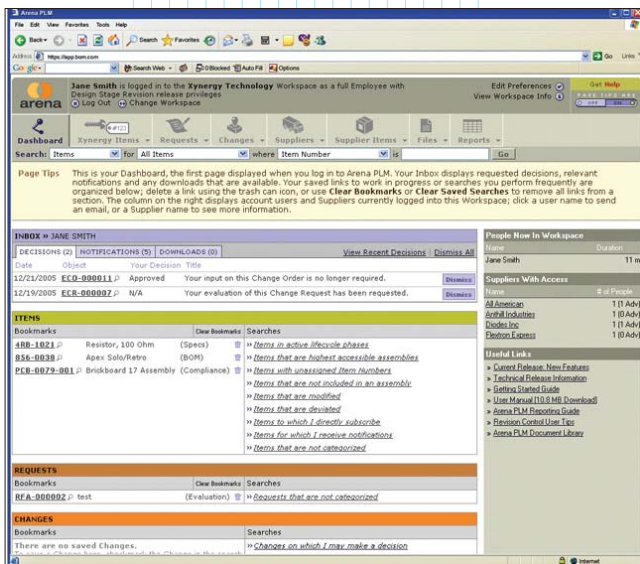 Arena PLM
File Edit View Favorites Tools Help
Back Search Favorites
Address https://app.bom.com Go Links
Google Search Web 0 Blocked AutoFill Options
arena
Jane Smith is logged in to the Xynergy Technology Workspace as a full Employee with
Design Stage Revision release privileges
Log Out Change Workspace
Edit Preferences
View Workspace Info
Get Help
PAGE TIPS ARE
OFF
Dashboard Xynergy Items Requests Changes Suppliers Supplier Items Files Reports
#123
Search: Items for All Items where Item Number is Go
Page Tips This is your Dashboard, the first page displayed when you log in to Arena PLM. Your Inbox displays requested decisions, relevant
notifications and any downloads that are available. Your saved links to work in progress or searches you perform frequently are
organized below; delete a link using the trash can icon, or use Clear Bookmarks or Clear Saved Searches to remove all links from a
section. The column on the right displays account users and Suppliers currently logged into this Workspace; click a user name to send
an email, or a Supplier name to see more information.
INBOX » JANE SMITH
DECISIONS (2) NOTIFICATIONS (5) DOWNLOADS (0) View Recent Decisions | Dismiss All
Date Object Your Decision Title
12/21/2005 ECO-000011 Approved Your input on this Change Order is no longer required. Dismiss
12/19/2005 ECR-000007 N/A Your evaluation of this Change Request has been requested. Dismiss
ITEMS
Bookmarks Clear Bookmarks Searches
4RB-1021 Resistor, 100 Ohm (Specs) » Items in active lifecycle phases
BS6-0030 Apex Solo/Retro (BOM) » Items that are highest accessible assemblies
PCB-0079-001 Brickboard 17 Assembly (Compliance) » Items with unassigned Item Numbers
» Items that are not included in an assembly
» Items that are modified
» Items that are deviated
» Items to which I directly subscribe
» Items for which I receive notifications
» Items that are not categorized
REQUESTS
Bookmarks Clear Bookmarks Searches
RFA-000002 test (Evaluation) » Requests that are not categorized
CHANGES
Bookmarks Searches
There are no saved Changes. » Changes on which I may make a decision
People Now In Workspace
Name Duration
Jane Smith 11 m
Suppliers With Access
Name # of People
All American 1 (1 Adv)
Anthill Industries 1 (0 Adv)
Diodes Inc 1 (1 Adv)
Flextron Express 1 (0 Adv)
Useful Links
» Current Release: New Features
» Technical Release Information
» Getting Started Guide
» User Manual [10.8 MB Download]
» Arena PLM Reporting Guide
» Revision Control User Tips
» Arena PLM Document Library
Internet